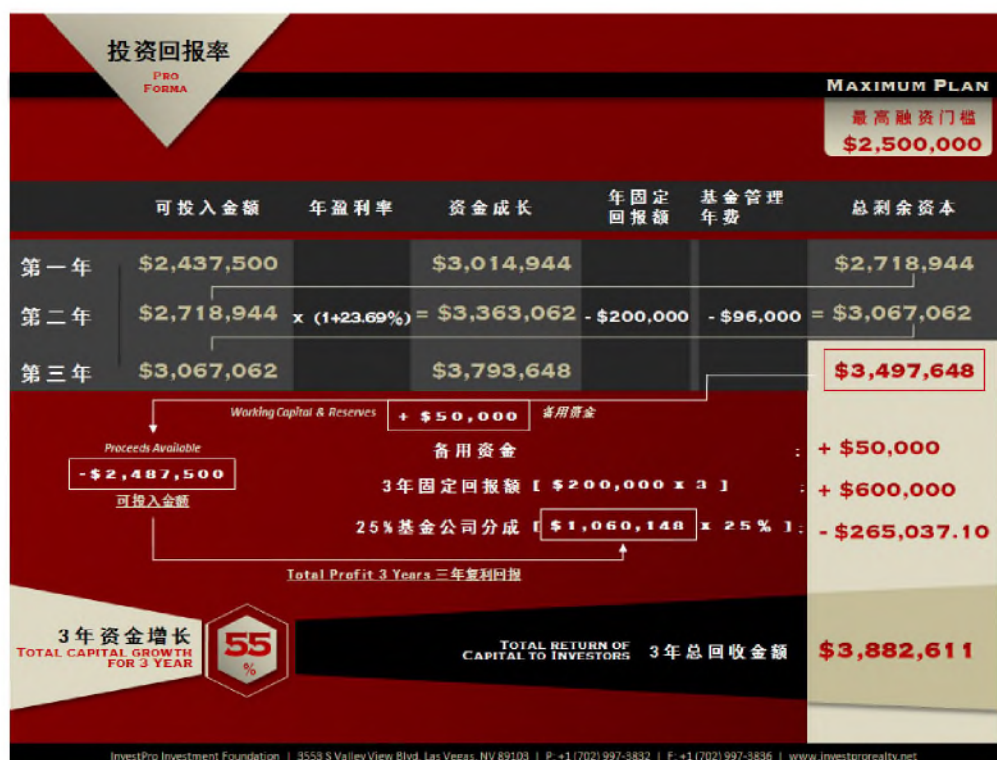 投资回报率
PRO
FORMA
MAXIMUM PLAN
最高融资门槛
$2,500,000
可投入金额 年盈利率 资金成长 年固定回报额 基金管理年费 总剩余资本
第一年 $2,437,500 $3,014,944 $2,718,944
第二年 $2,718,944 x (1+23.69%) = $3,363,062 - $200,000 - $96,000 = $3,067,062
第三年 $3,067,062 $3,793,648 $3,497,648
Working Capital & Reserves + $50,000 备用资金
Proceeds Available
-$2,487,500
可投入金额
备用资金 : + $50,000
3年固定回报额 [ $200,000 x 3 ] : + $600,000
25%基金公司分成 [ $1,060,148 x 25% ]: - $265,037.10
Total Profit 3 Years 三年复利回报
3年资金增长
TOTAL CAPITAL GROWTH
FOR 3 YEAR
55
%
TOTAL RETURN OF
CAPITAL TO INVESTORS 3年总回收金额 $3,882,611
InvestPro Investment Foundation | 3553 S Valley View Blvd, Las Vegas, NV 89103 | P: +1 (702) 997-3832 | F: +1 (702) 997-3836 | www.investprorealty.net